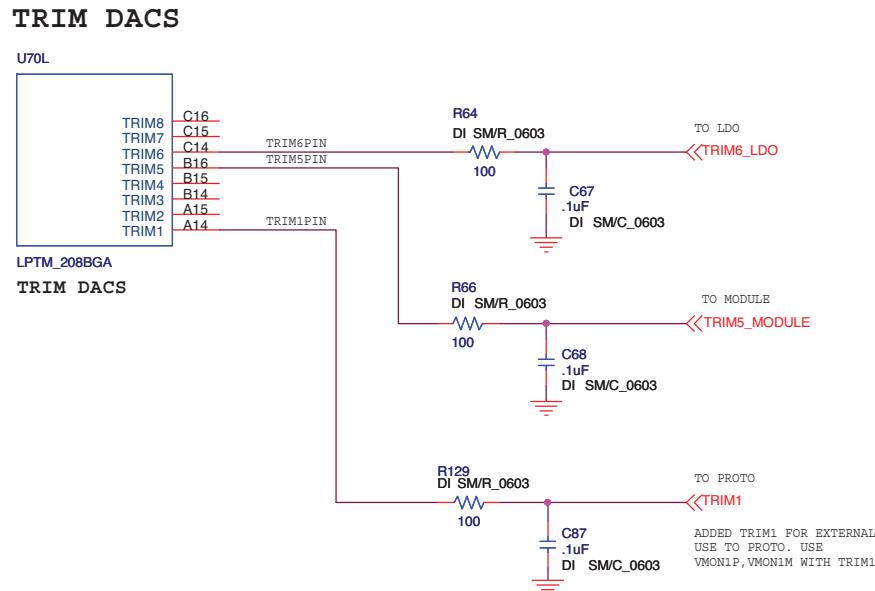 TRIM DACS
U70L
TRIM8 C16
TRIM7 C15
TRIM6 C14
TRIM5 B16
TRIM4 B15
TRIM3 B14
TRIM2 A15
TRIM1 A14
LPTM_208BGA
TRIM DACS
TRIM6PIN
TRIM5PIN
TRIM1PIN
R64
DI SM/R_0603
100
TO LDO
TRIM6_LDO
C67
.1uF
DI SM/C_0603
R66
DI SM/R_0603
100
TO MODULE
TRIM5_MODULE
C68
.1uF
DI SM/C_0603
R129
DI SM/R_0603
100
TO PROTO
TRIM1
C87
.1uF
DI SM/C_0603
ADDED TRIM1 FOR EXTERNAL
USE TO PROTO. USE
VMON1P,VMON1M WITH TRIM1